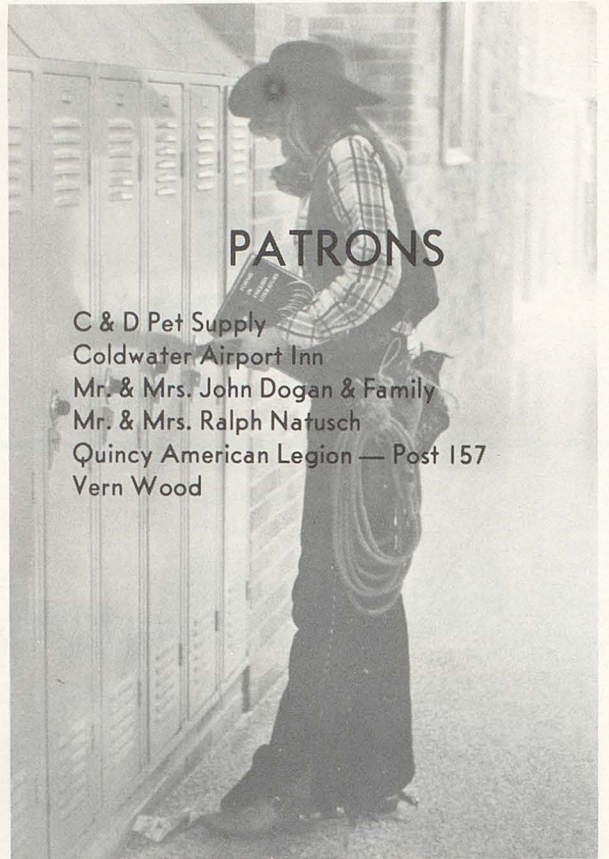 PATRONS
C & D Pet Supply
Coldwater Airport Inn
Mr. & Mrs. John Dogan & Family
Mr. & Mrs. Ralph Natusch
Quincy American Legion — Post 157
Vern Wood